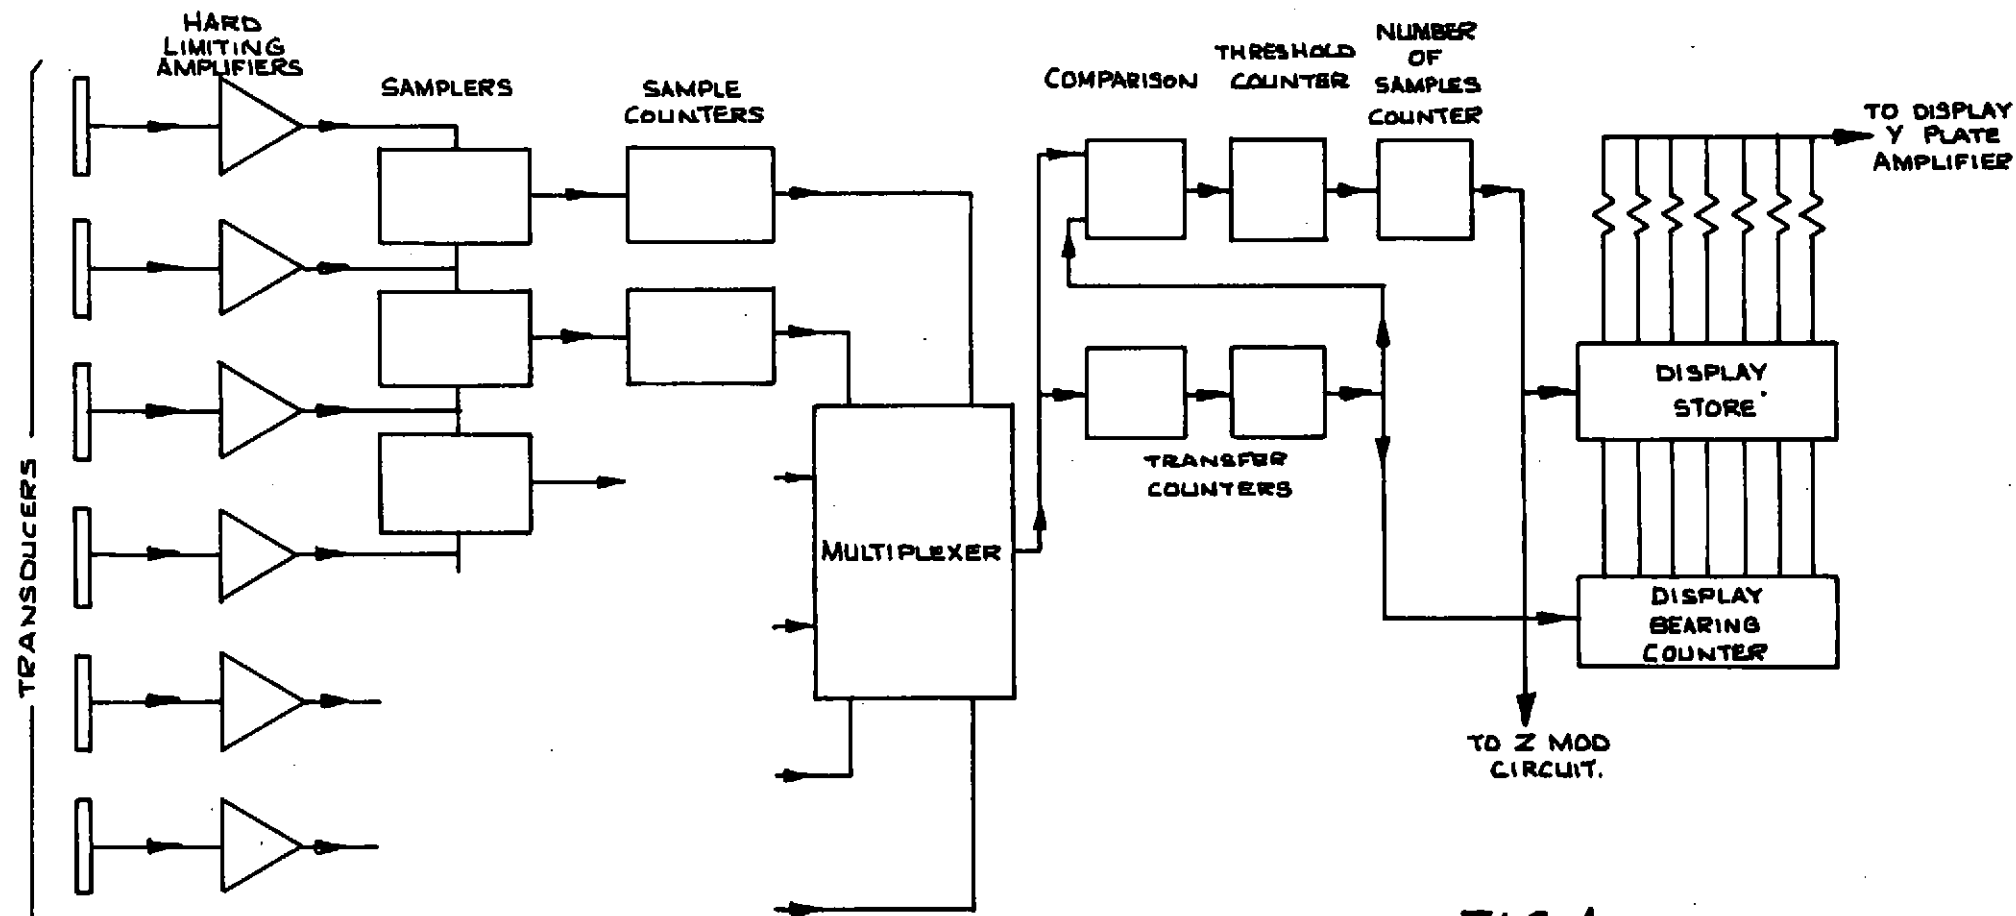 HARD
LIMITING
AMPLIFIERS
SAMPLERS
SAMPLE
COUNTERS
COMPARISON
THRESHOLD
COUNTER
NUMBER
OF
SAMPLES
COUNTER
TO DISPLAY
Y PLATE
AMPLIFIER
DISPLAY
STORE
TRANSFER
COUNTERS
TRANSDUCERS
MULTIPLEXER
DISPLAY
BEARING
COUNTER
TO Z MOD
CIRCUIT.